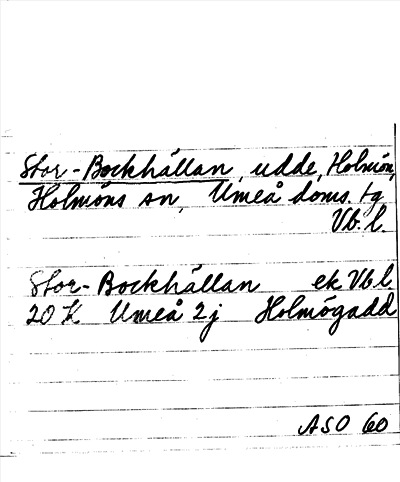 Stor-Bockhällan, udde, Holmön,
Holmöns sn, Umeå doms. tg
Vb. l.
Stor-Bockhällan ek Vb. l.
20 K Umeå 2j Holmögadd
ASO 60